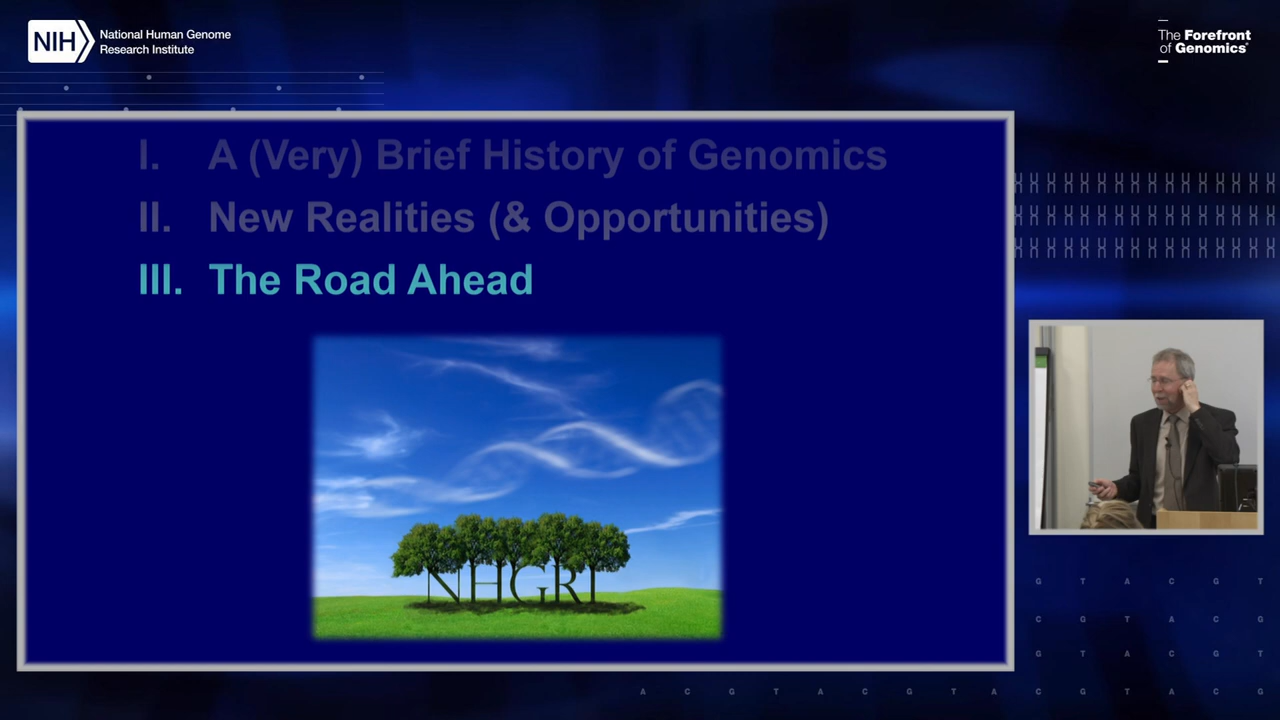 NIH
National Human Genome
Research Institute
The Forefront
of Genomics®
I. A (Very) Brief History of Genomics
II. New Realities (& Opportunities)
III. The Road Ahead
NHGRI
G T A C G T
C G T A C G
G T A C G T
A C G T A C G T A C G T A C G